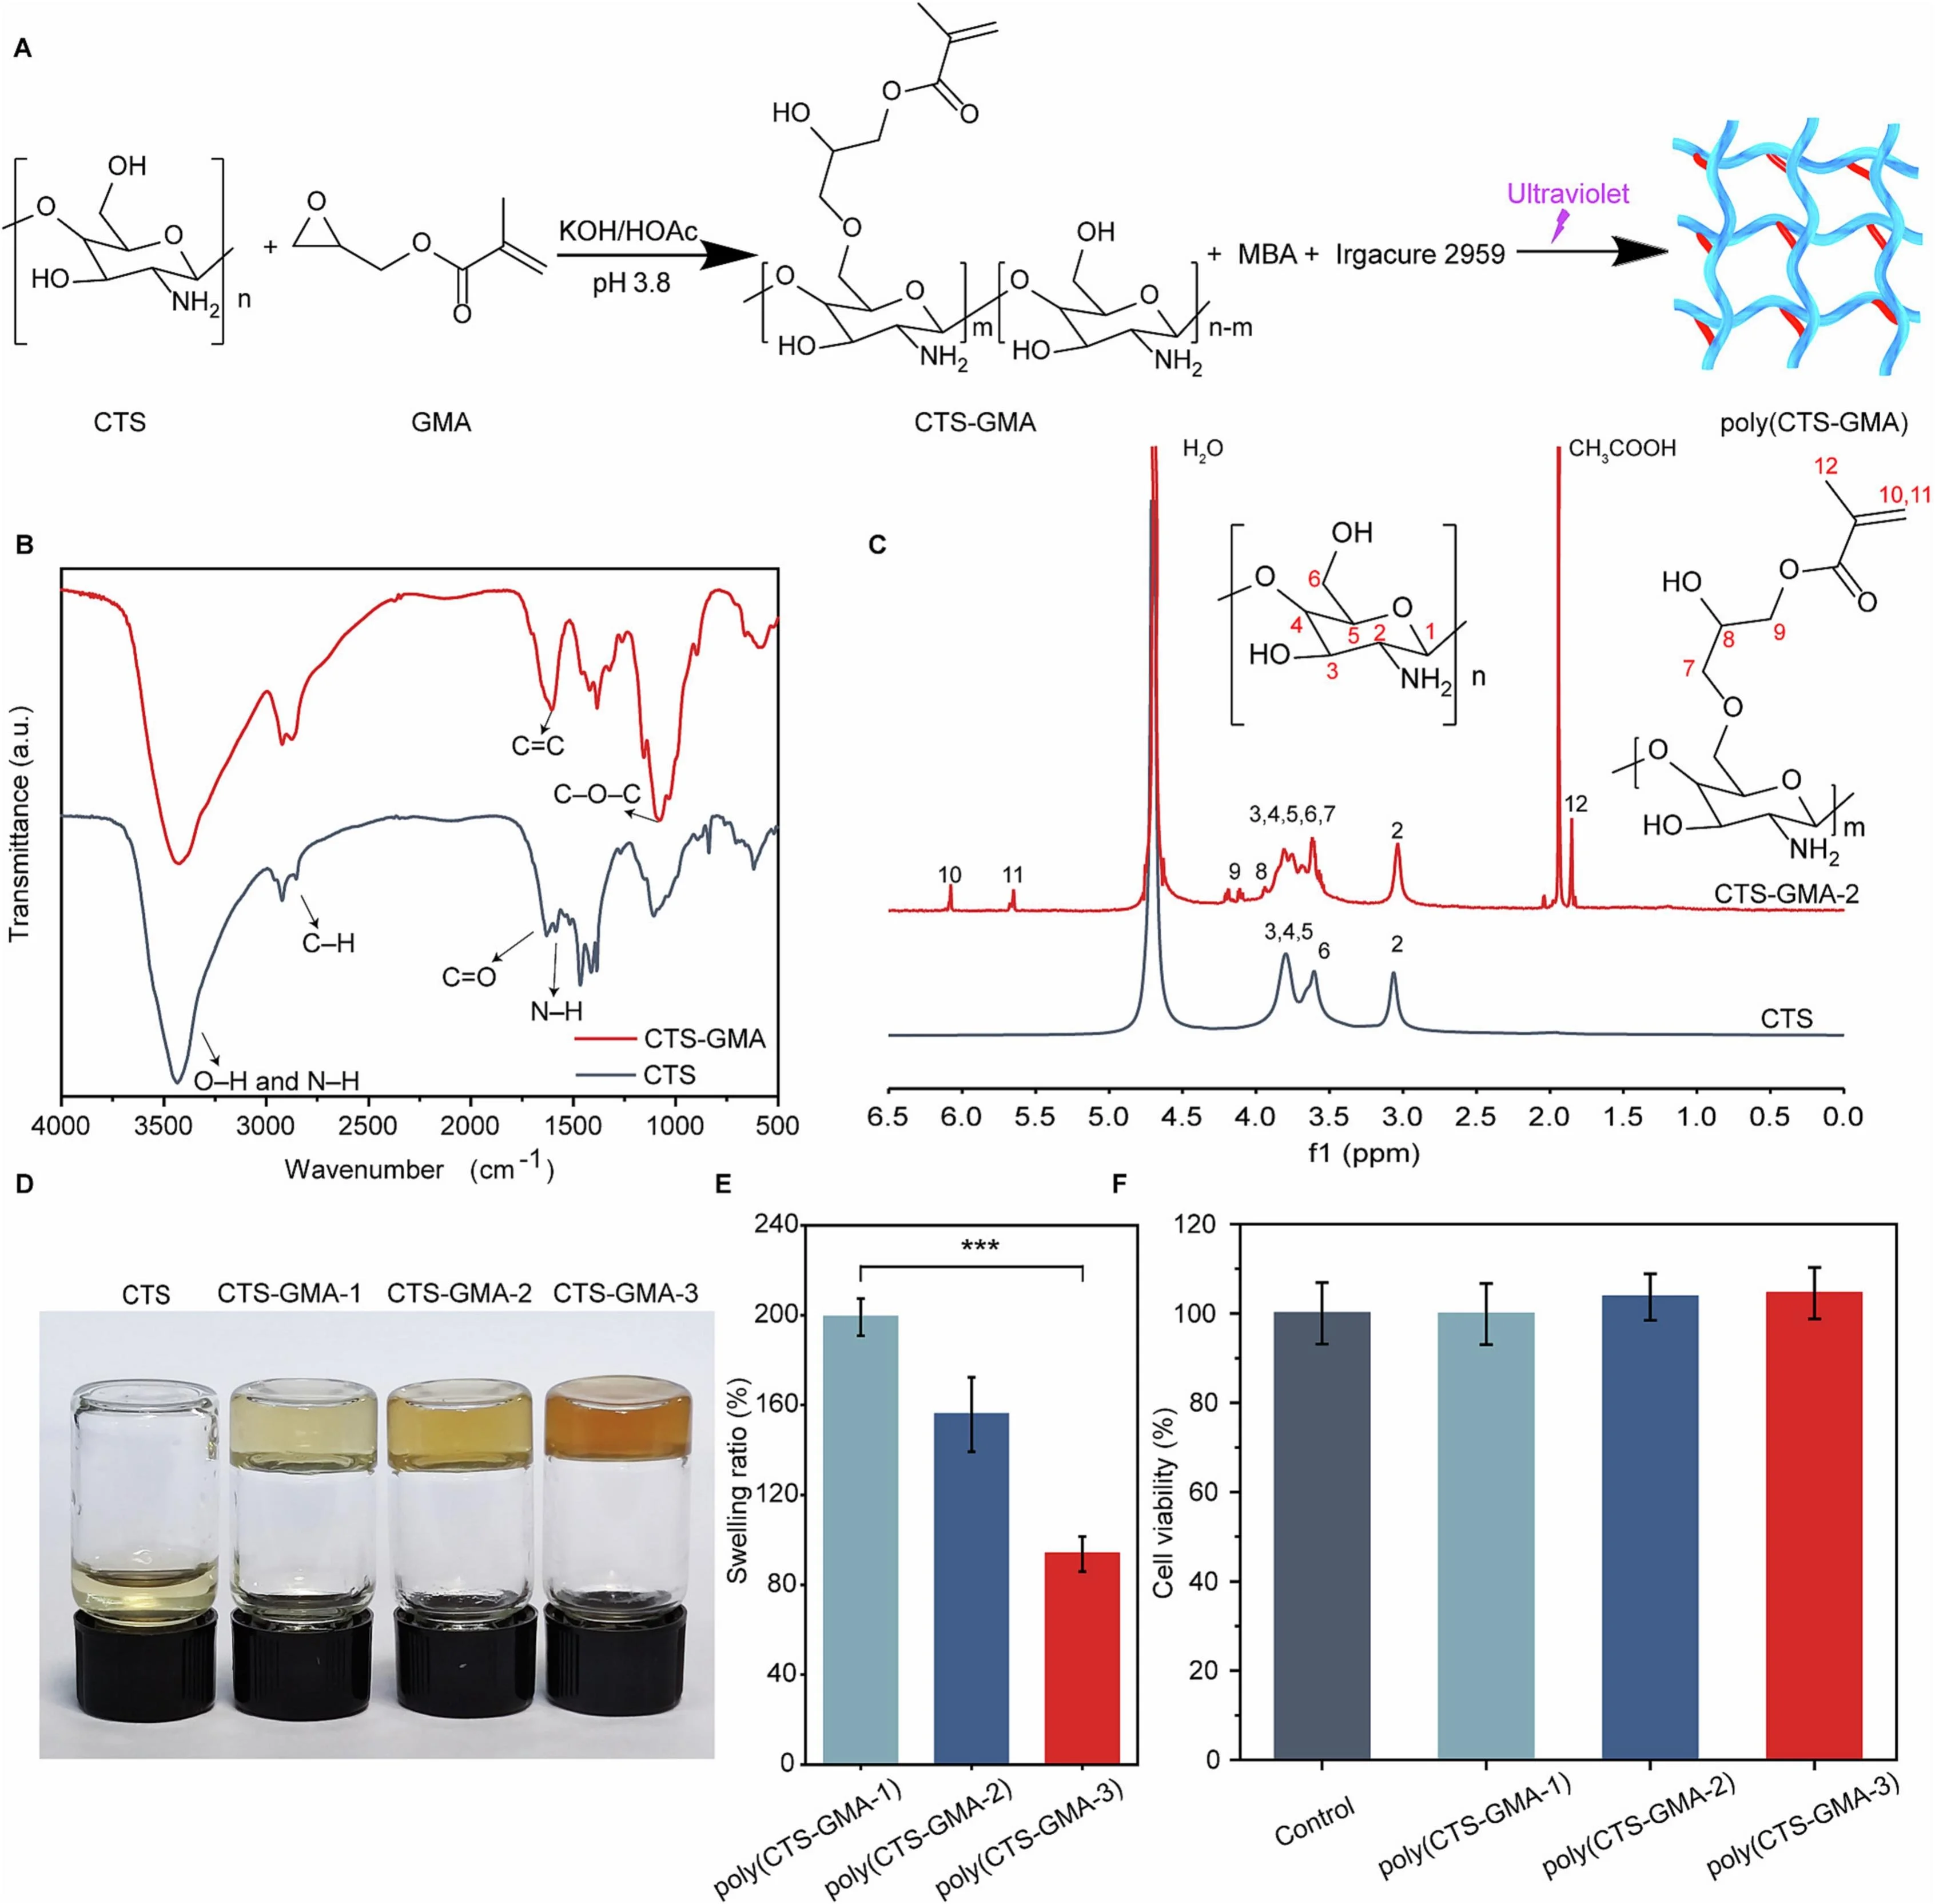 A
OH
O
O
HO
NH2
n
+
O
O
O
KOH/HOAc
pH 3.8
HO
O
O
O
O
O
HO
NH2
m
OH
O
O
HO
NH2
n-m
+ MBA + Irgacure 2959
Ultraviolet
CTS
GMA
CTS-GMA
poly(CTS-GMA)
B
Transmittance (a.u.)
C=C
C–O–C
C–H
C=O
N–H
O–H and N–H
CTS-GMA
CTS
4000 3500 3000 2500 2000 1500 1000 500
Wavenumber (cm-1)
C
H2O
CH3COOH
OH
6
O
O
4
5
2
1
HO
3
NH2
n
12
10,11
HO
O
O
8
9
7
O
O
O
HO
NH2
m
10
11
9
8
3,4,5,6,7
2
12
CTS-GMA-2
3,4,5
6
2
CTS
6.5 6.0 5.5 5.0 4.5 4.0 3.5 3.0 2.5 2.0 1.5 1.0 0.5 0.0
f1 (ppm)
D
CTS CTS-GMA-1 CTS-GMA-2 CTS-GMA-3
E
Swelling ratio (%)
240
200
160
120
80
40
0
***
poly(CTS-GMA-1)
poly(CTS-GMA-2)
poly(CTS-GMA-3)
F
Cell viability (%)
120
100
80
60
40
20
0
Control
poly(CTS-GMA-1)
poly(CTS-GMA-2)
poly(CTS-GMA-3)